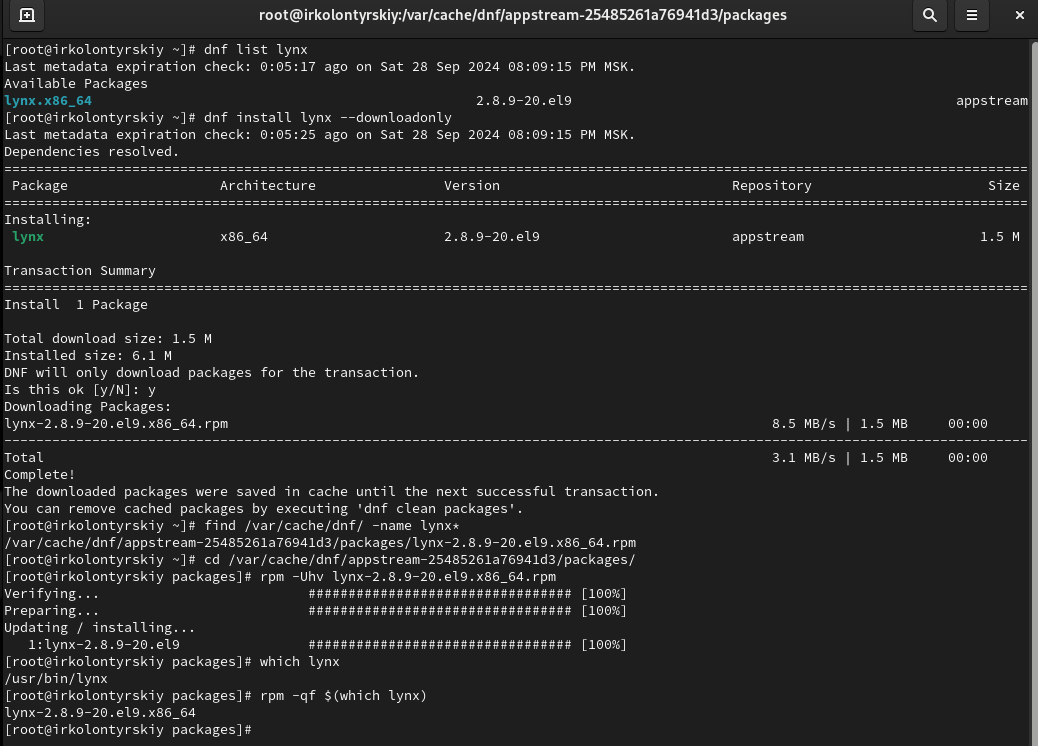 root@irkolontyrskiy:/var/cache/dnf/appstream-25485261a76941d3/packages
[root@irkolontyrskiy ~]# dnf list lynx
Last metadata expiration check: 0:05:17 ago on Sat 28 Sep 2024 08:09:15 PM MSK.
Available Packages
lynx.x86_64 2.8.9-20.el9 appstream
[root@irkolontyrskiy ~]# dnf install lynx --downloadonly
Last metadata expiration check: 0:05:25 ago on Sat 28 Sep 2024 08:09:15 PM MSK.
Dependencies resolved.
================================================================================================================================
Package Architecture Version Repository Size
================================================================================================================================
Installing:
lynx x86_64 2.8.9-20.el9 appstream 1.5 M
Transaction Summary
================================================================================================================================
Install 1 Package
Total download size: 1.5 M
Installed size: 6.1 M
DNF will only download packages for the transaction.
Is this ok [y/N]: y
Downloading Packages:
lynx-2.8.9-20.el9.x86_64.rpm 8.5 MB/s | 1.5 MB 00:00
--------------------------------------------------------------------------------------------------------------------------------
Total 3.1 MB/s | 1.5 MB 00:00
Complete!
The downloaded packages were saved in cache until the next successful transaction.
You can remove cached packages by executing 'dnf clean packages'.
[root@irkolontyrskiy ~]# find /var/cache/dnf/ -name lynx*
/var/cache/dnf/appstream-25485261a76941d3/packages/lynx-2.8.9-20.el9.x86_64.rpm
[root@irkolontyrskiy ~]# cd /var/cache/dnf/appstream-25485261a76941d3/packages/
[root@irkolontyrskiy packages]# rpm -Uhv lynx-2.8.9-20.el9.x86_64.rpm
Verifying... ################################# [100%]
Preparing... ################################# [100%]
Updating / installing...
1:lynx-2.8.9-20.el9 ################################# [100%]
[root@irkolontyrskiy packages]# which lynx
/usr/bin/lynx
[root@irkolontyrskiy packages]# rpm -qf $(which lynx)
lynx-2.8.9-20.el9.x86_64
[root@irkolontyrskiy packages]#